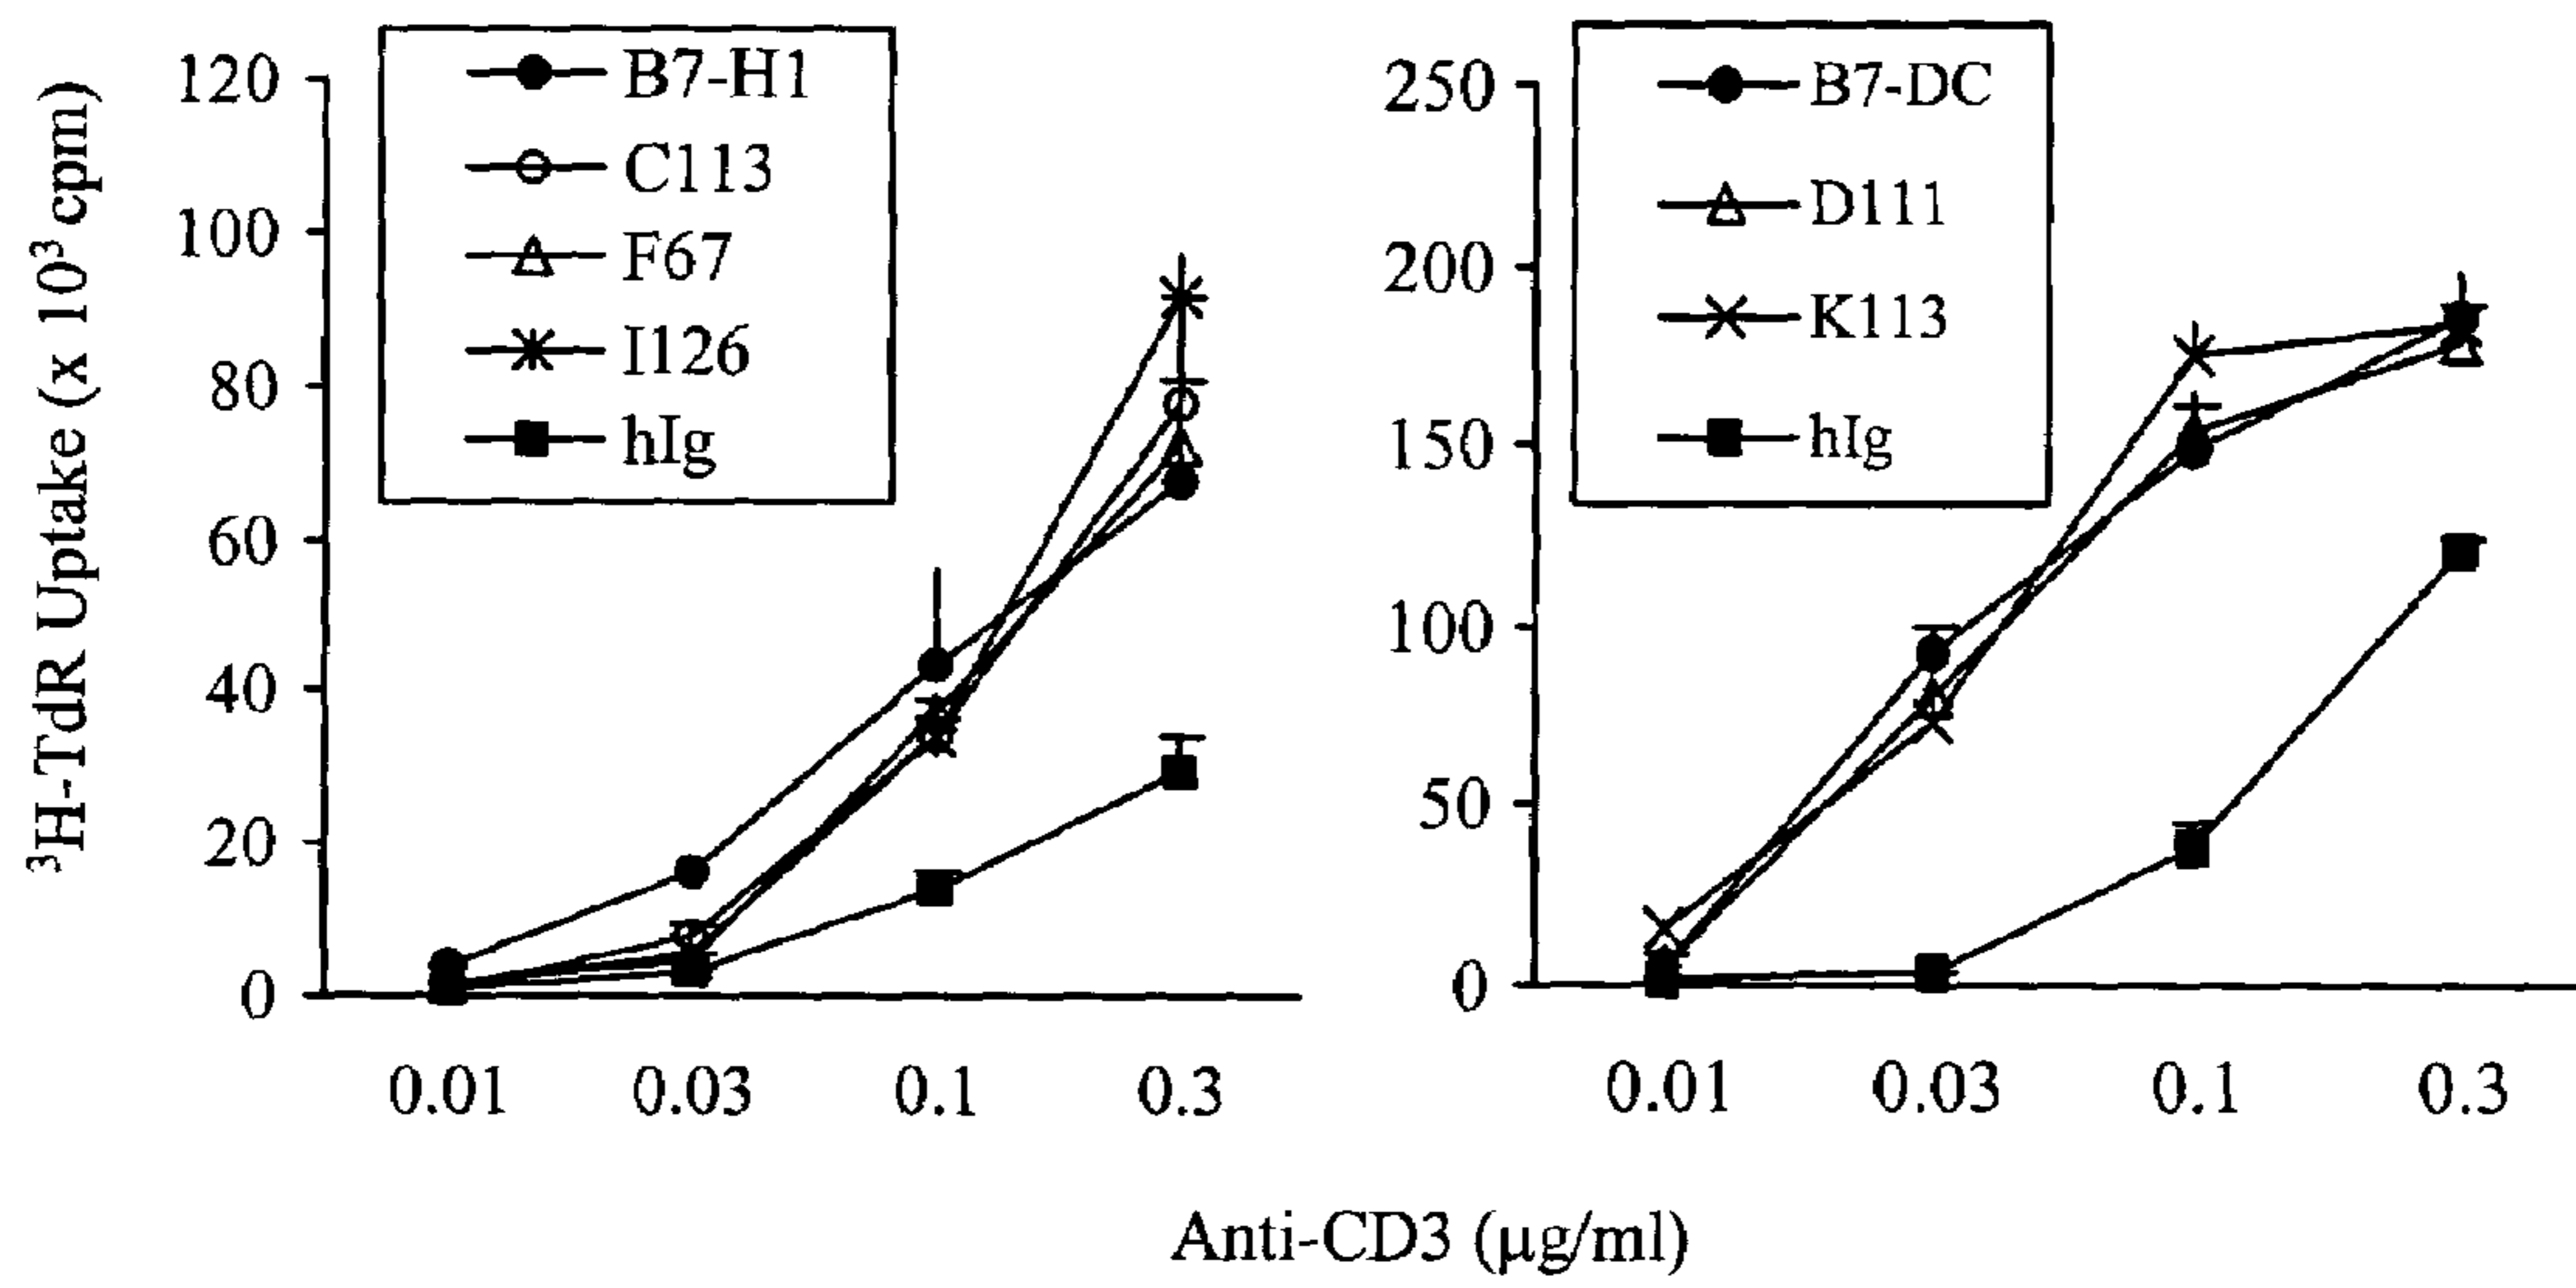 ³H-TdR Uptake (x 10³ cpm)
120
100
80
60
40
20
0
B7-H1
C113
F67
I126
hIg
0.01 0.03 0.1 0.3
250
200
150
100
50
0
B7-DC
D111
K113
hIg
0.01 0.03 0.1 0.3
Anti-CD3 (μg/ml)